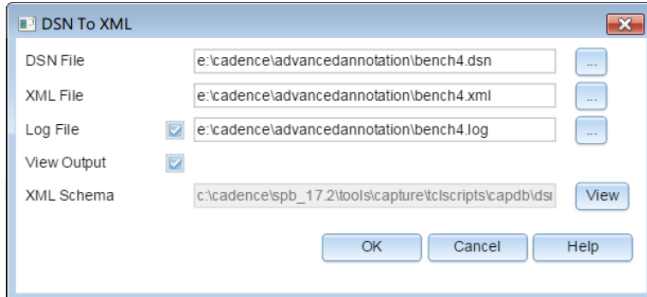 DSN To XML
DSN File e:\cadence\advancedannotation\bench4.dsn ...
XML File e:\cadence\advancedannotation\bench4.xml ...
Log File e:\cadence\advancedannotation\bench4.log ...
View Output
XML Schema c:\cadence\spb_17.2\tools\capture\tclscripts\capdb\dsn View
OK Cancel Help